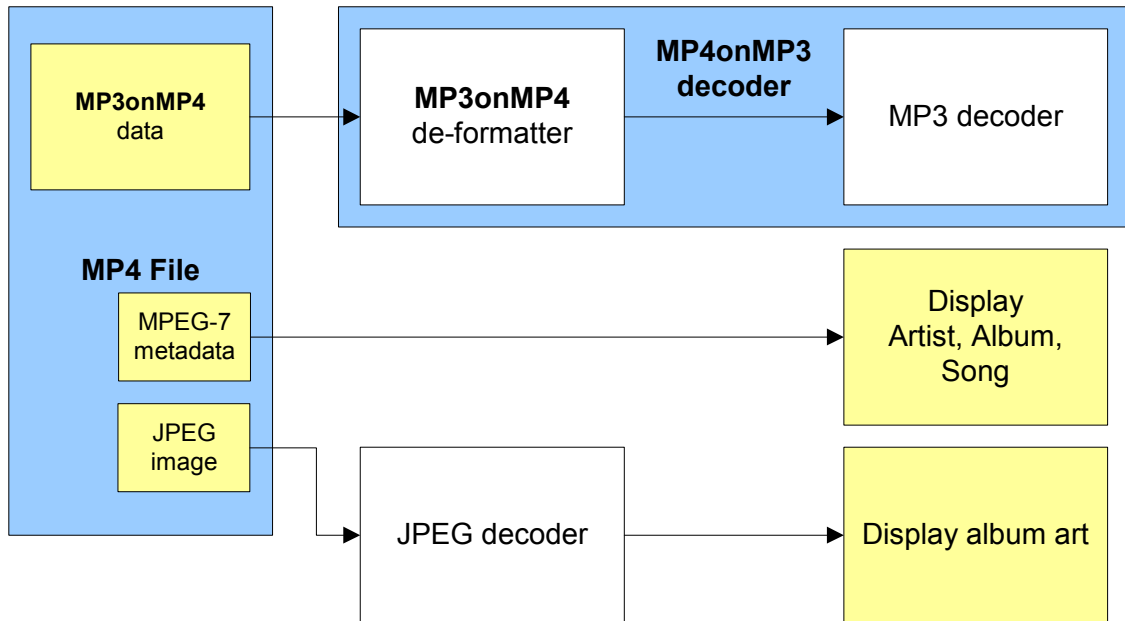 MP3onMP4
data
MP3onMP4
de-formatter
MP4onMP3
decoder
MP3 decoder
MP4 File
MPEG-7
metadata
Display
Artist, Album,
Song
JPEG
image
JPEG decoder
Display album art